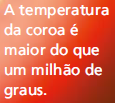 A temperatura
da coroa é
maior do que
um milhão de
graus.